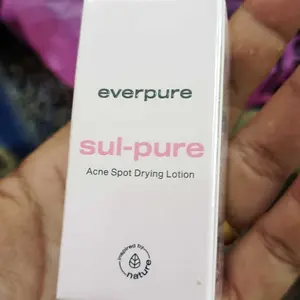 everpure
sul-pure
Acne Spot Drying Lotion
inspired by nature